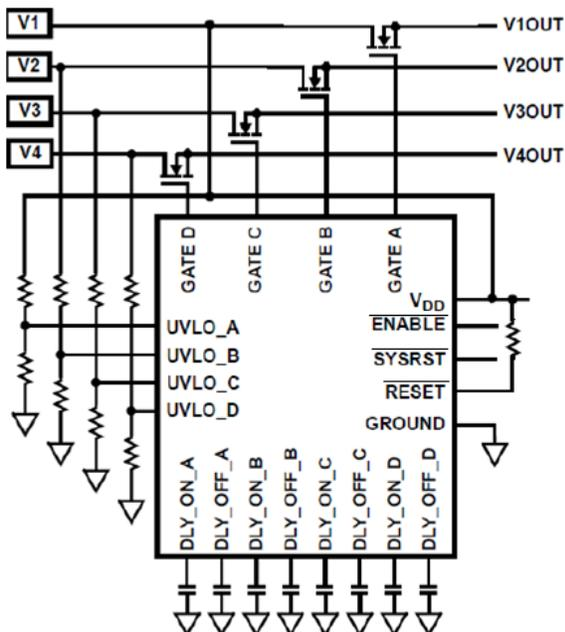 V1
V1OUT
V2
V2OUT
V3
V3OUT
V4
V4OUT
GATE D
GATE C
GATE B
GATE A
VDD
ENABLE
SYSRST
RESET
GROUND
UVLO_A
UVLO_B
UVLO_C
UVLO_D
DLY_ON_A
DLY_OFF_A
DLY_ON_B
DLY_OFF_B
DLY_ON_C
DLY_OFF_C
DLY_ON_D
DLY_OFF_D